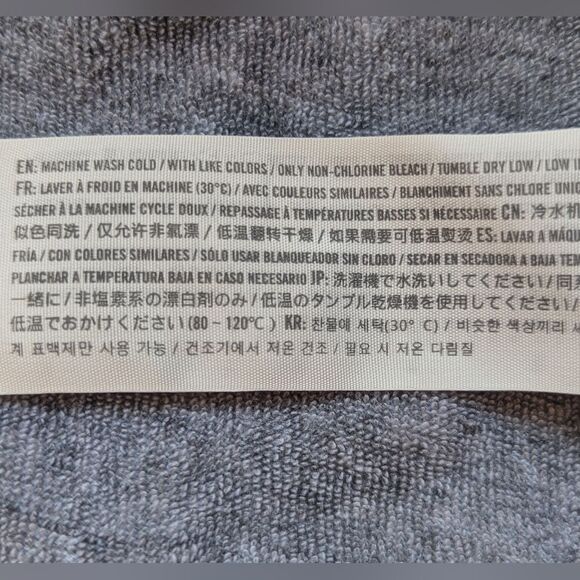 EN: MACHINE WASH COLD / WITH LIKE COLORS / ONLY NON-CHLORINE BLEACH / TUMBLE DRY LOW / LOW
FR: LAVER À FROID EN MACHINE (30°C) / AVEC COULEURS SIMILAIRES / BLANCHIMENT SANS CHLORE
SÉCHER À LA MACHINE CYCLE DOUX / REPASSAGE À TEMPÉRATURES BASSES SI NÉCESSAIRE CN: 冷水机
似色同洗 / 仅允许非氯漂 / 低温翻转干燥 / 如果需要可低温熨烫 ES: LAVAR A
FRÍA / CON COLORES SIMILARES / SÓLO USAR BLANQUEADOR SIN CLORO / SECAR EN SECADORA A BAJA
PLANCHAR A TEMPERATURA BAJA EN CASO NECESARIO JP: 洗濯機で水洗いしてください / 同系
一緒に / 非塩素系の漂白剤のみ / 低温のタンブル乾燥機を使用してください /
低温でおかけください (80 ~ 120℃) KR: 찬물에 세탁(30° C) / 비슷한 색상끼리
계 표백제만 사용 가능 / 건조기에서 저온 건조 / 필요 시 저온 다림질